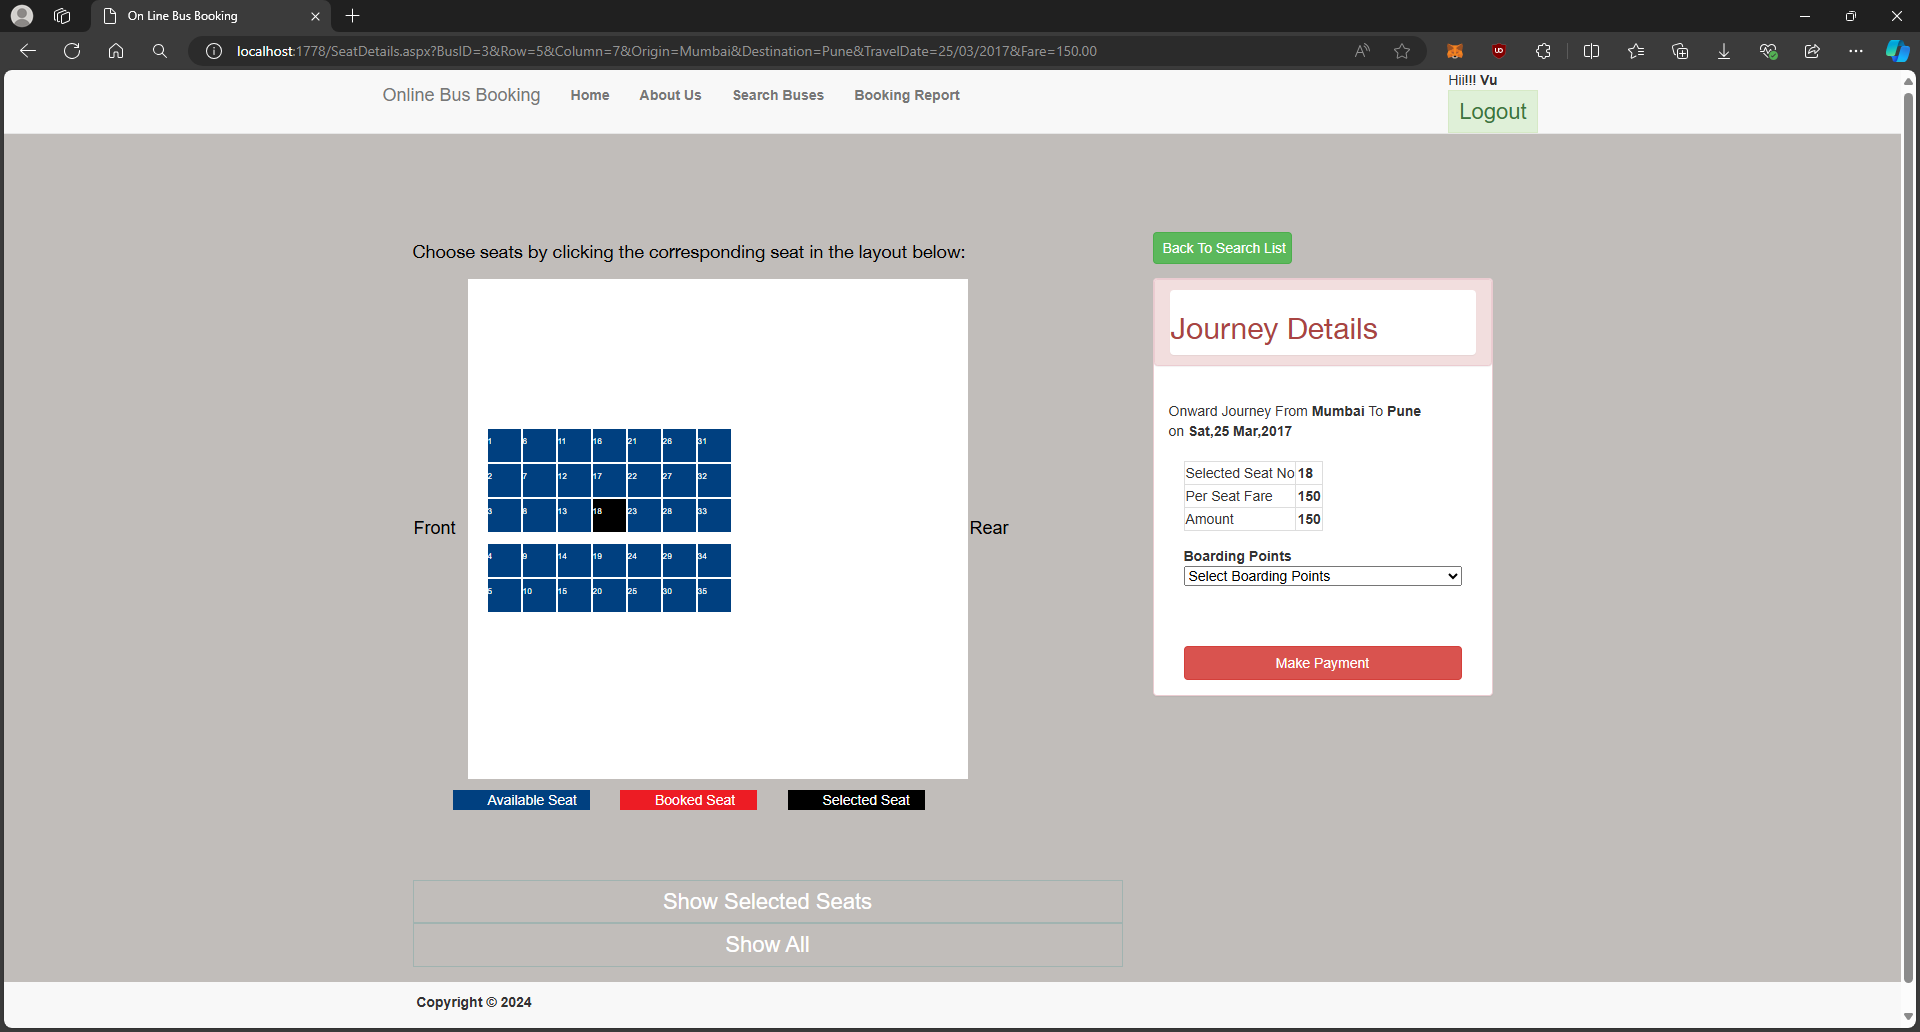 On Line Bus Booking
localhost:1778/SeatDetails.aspx?BusID=3&Row=5&Column=7&Origin=Mumbai&Destination=Pune&TravelDate=25/03/2017&Fare=150.00
Online Bus Booking Home About Us Search Buses Booking Report
Hii!!! Vu
Logout
Choose seats by clicking the corresponding seat in the layout below:
Back To Search List
Journey Details
Onward Journey From Mumbai To Pune
on Sat,25 Mar,2017
Selected Seat No 18
Per Seat Fare 150
Amount 150
Boarding Points
Select Boarding Points
Make Payment
1 6 11 16 21 26 31
2 7 12 17 22 27 32
3 8 13 18 23 28 33
Front
Rear
4 9 14 19 24 29 34
5 10 15 20 25 30 35
Available Seat Booked Seat Selected Seat
Show Selected Seats
Show All
Copyright © 2024